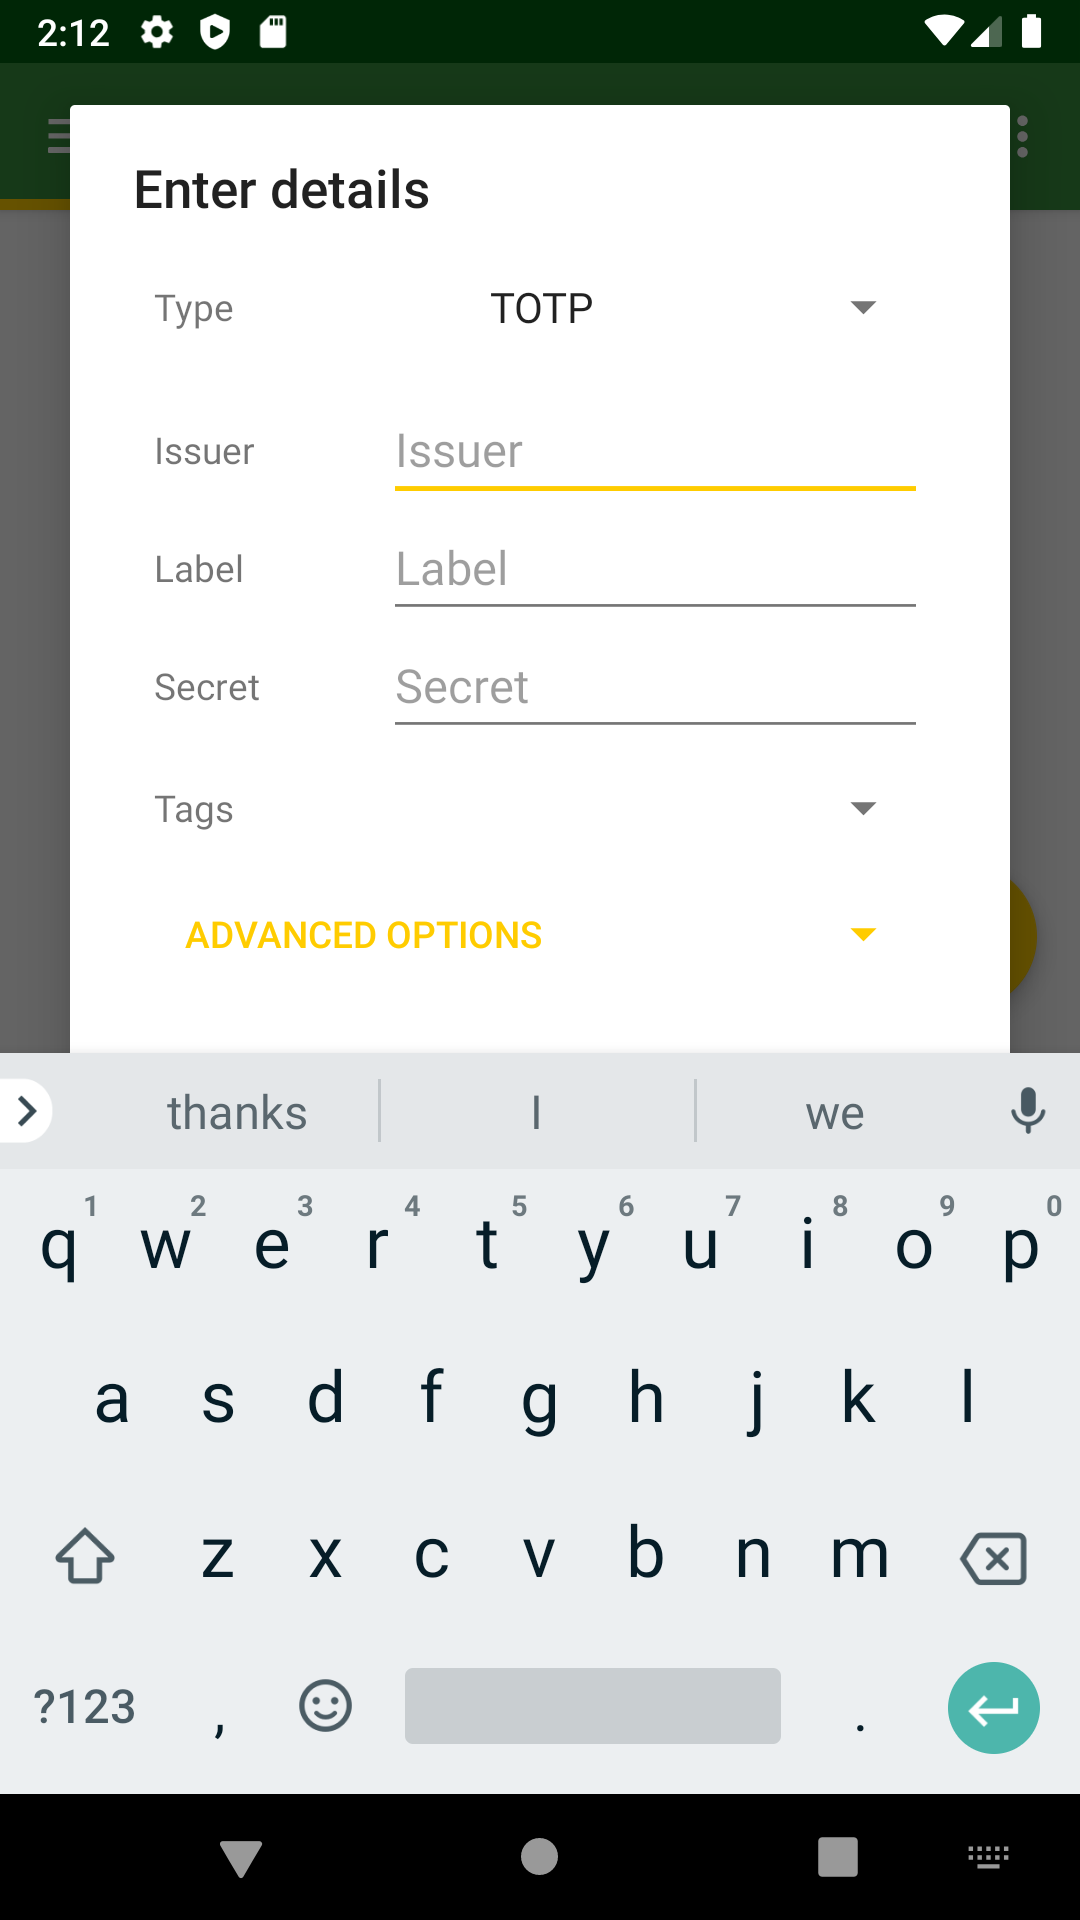 2:12
Enter details
Type TOTP
Issuer Issuer
Label Label
Secret Secret
Tags
ADVANCED OPTIONS
thanks I we
1 2 3 4 5 6 7 8 9 0
q w e r t y u i o p
a s d f g h j k l
z x c v b n m
?123 , .